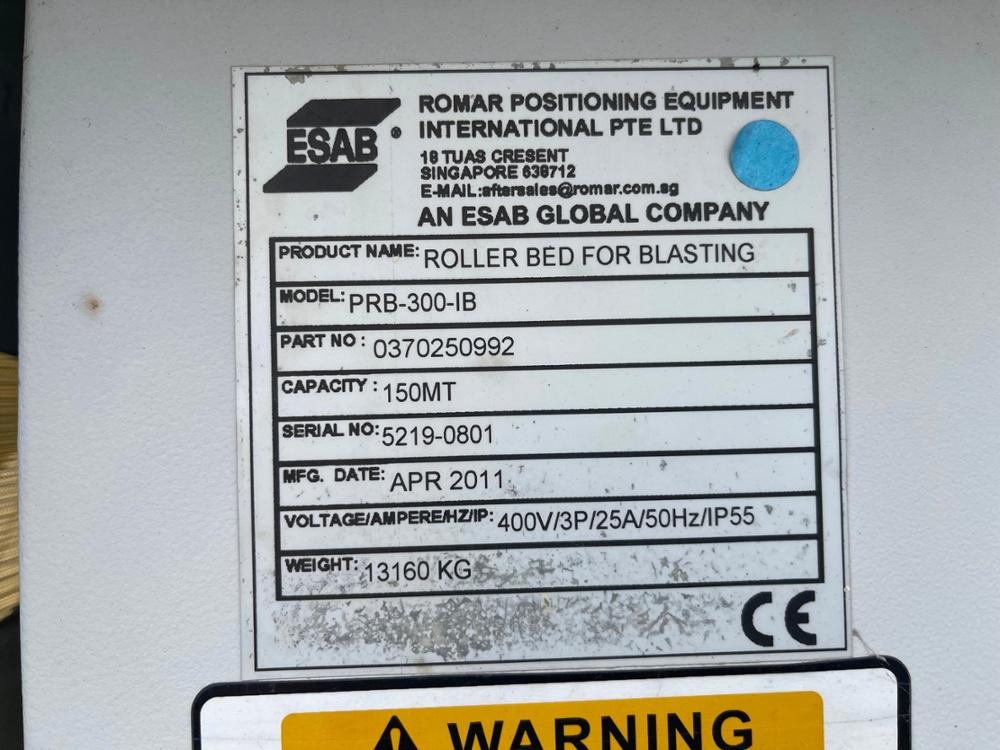 ESAB®
ROMAR POSITIONING EQUIPMENT
INTERNATIONAL PTE LTD
18 TUAS CRESENT
SINGAPORE 638712
E-MAIL:aftersales@romar.com.sg
AN ESAB GLOBAL COMPANY
PRODUCT NAME: ROLLER BED FOR BLASTING
MODEL: PRB-300-IB
PART NO : 0370250992
CAPACITY : 150MT
SERIAL NO: 5219-0801
MFG. DATE: APR 2011
VOLTAGE/AMPERE/HZ/IP: 400V/3P/25A/50Hz/IP55
WEIGHT: 13160 KG
CE
WARNING